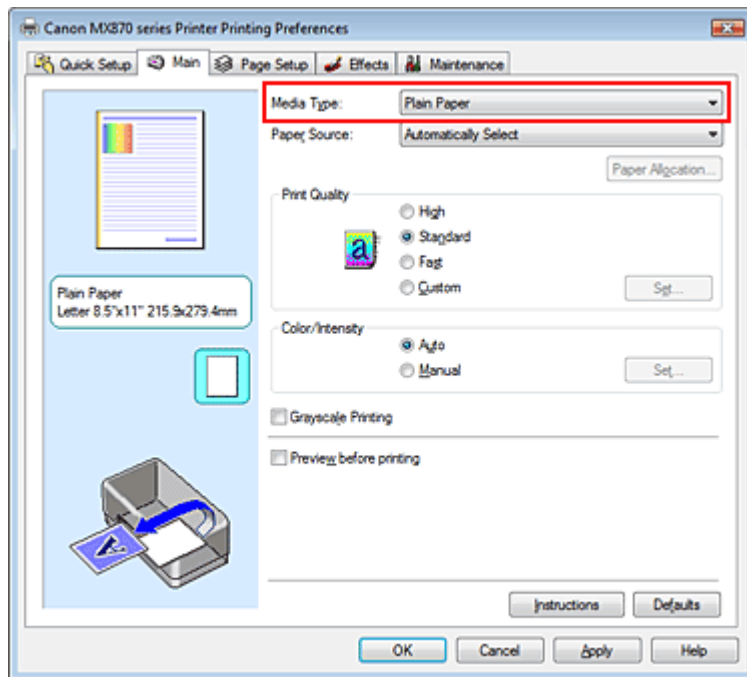 Canon MX870 series Printer Printing Preferences
Quick Setup Main Page Setup Effects Maintenance
Media Type: Plain Paper
Paper Source: Automatically Select
Paper Allocation...
Print Quality
High
a Standard
Fast
Custom Set...
Plain Paper
Letter 8.5"x11" 215.9x279.4mm
Color/Intensity
Auto
Manual Set...
Grayscale Printing
Preview before printing
A
Instructions Defaults
OK Cancel Apply Help